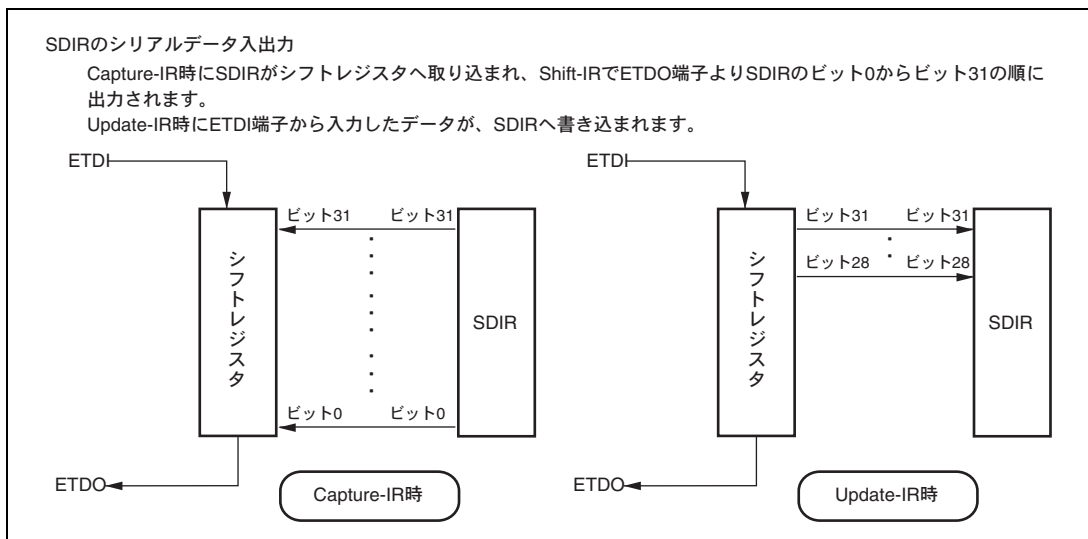 SDIRのシリアルデータ入出力
Capture-IR時にSDIRがシフトレジスタへ取り込まれ、Shift-IRでETDO端子よりSDIRのビット0からビット31の順に
出力されます。
Update-IR時にETDI端子から入力したデータが、SDIRへ書き込まれます。
ETDI
シフトレジスタ
ビット31 ビット31
ビット0 ビット0
SDIR
ETDO
Capture-IR時
ETDI
シフトレジスタ
ビット31 ビット31
ビット28 ビット28
SDIR
ETDO
Update-IR時